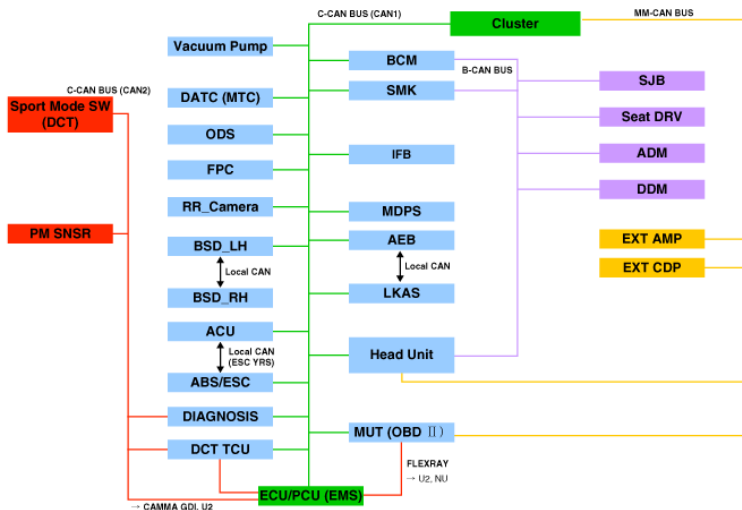 C-CAN BUS (CAN1)
Cluster
MM-CAN BUS
Vacuum Pump
BCM
B-CAN BUS
SJB
C-CAN BUS (CAN2)
DATC (MTC)
SMK
Sport Mode SW
(DCT)
Seat DRV
ODS
IFB
ADM
FPC
DDM
RR_Camera
MDPS
PM SNSR
BSD_LH
AEB
EXT AMP
Local CAN
Local CAN
EXT CDP
BSD_RH
LKAS
ACU
Local CAN
(ESC YRS)
Head Unit
ABS/ESC
DIAGNOSIS
MUT (OBD Ⅱ)
DCT TCU
FLEXRAY
→ U2, NU
ECU/PCU (EMS)
→ CAMMA GDI, U2